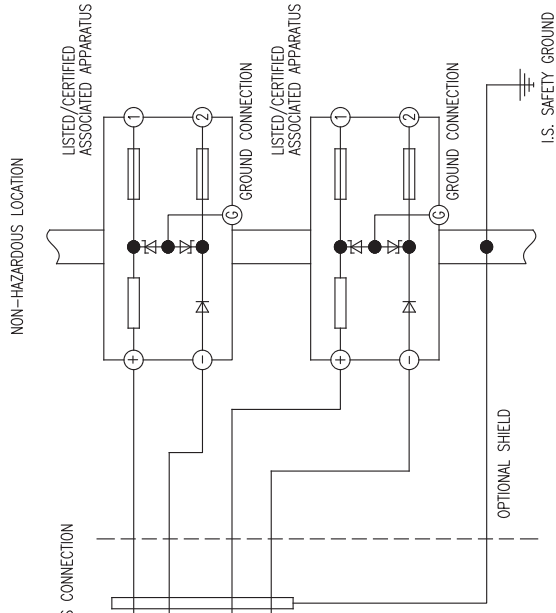 NON-HAZARDOUS LOCATION
LISTED/CERTIFIED
ASSOCIATED APPARATUS
1
2
GROUND CONNECTION
G
+
-
LISTED/CERTIFIED
ASSOCIATED APPARATUS
1
2
GROUND CONNECTION
G
+
-
I.S. SAFETY GROUND
OPTIONAL SHIELD
S CONNECTION